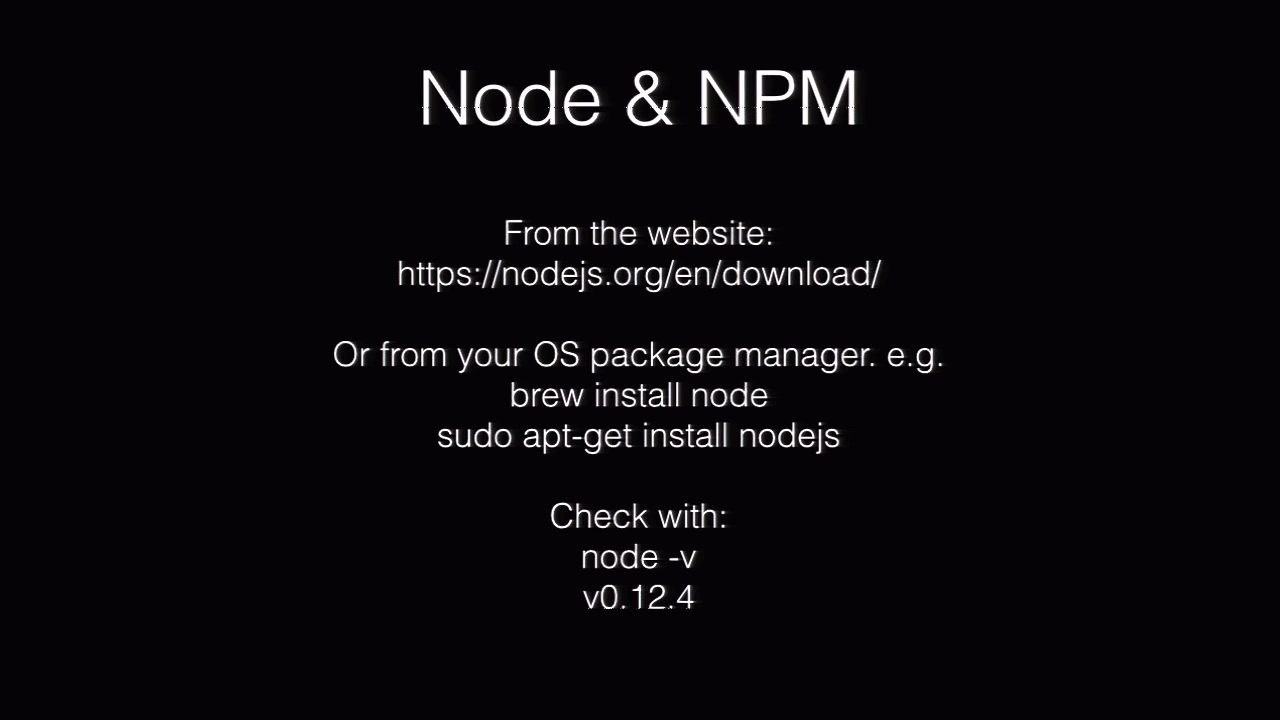 Node & NPM
From the website:
https://nodejs.org/en/download/
Or from your OS package manager. e.g.
brew install node
sudo apt-get install nodejs
Check with:
node -v
v0.12.4